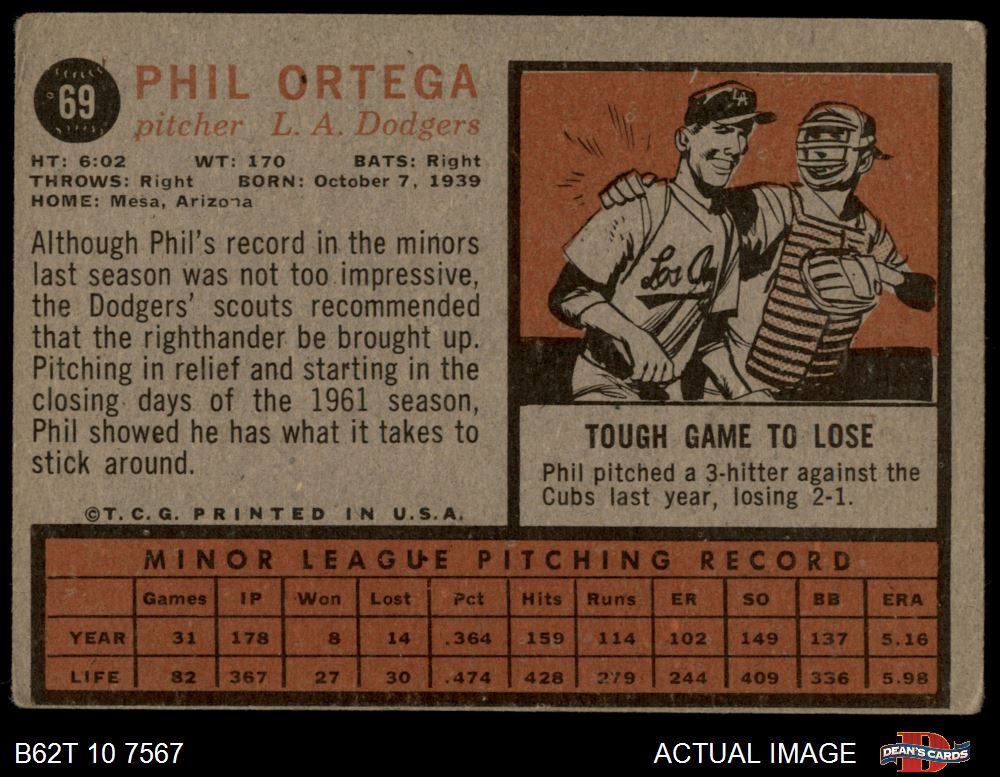 69
PHIL ORTEGA
pitcher L. A. Dodgers
HT: 6:02 WT: 170 BATS: Right
THROWS: Right BORN: October 7, 1939
HOME: Mesa, Arizona
Although Phil's record in the minors
last season was not too impressive,
the Dodgers' scouts recommended
that the righthander be brought up.
Pitching in relief and starting in the
closing days of the 1961 season,
Phil showed he has what it takes to
stick around.
©T. C. G. PRINTED IN U.S.A.
LA
Los An
TOUGH GAME TO LOSE
Phil pitched a 3-hitter against the
Cubs last year, losing 2-1.
MINOR LEAGUE PITCHING RECORD
Games IP Won Lost Pct Hits Runs ER SO BB ERA
YEAR 31 178 8 14 .364 159 114 102 149 137 5.16
LIFE 82 367 27 30 .474 428 279 244 409 336 5.98
B62T 10 7567
ACTUAL IMAGE
D
DEAN'S CARDS